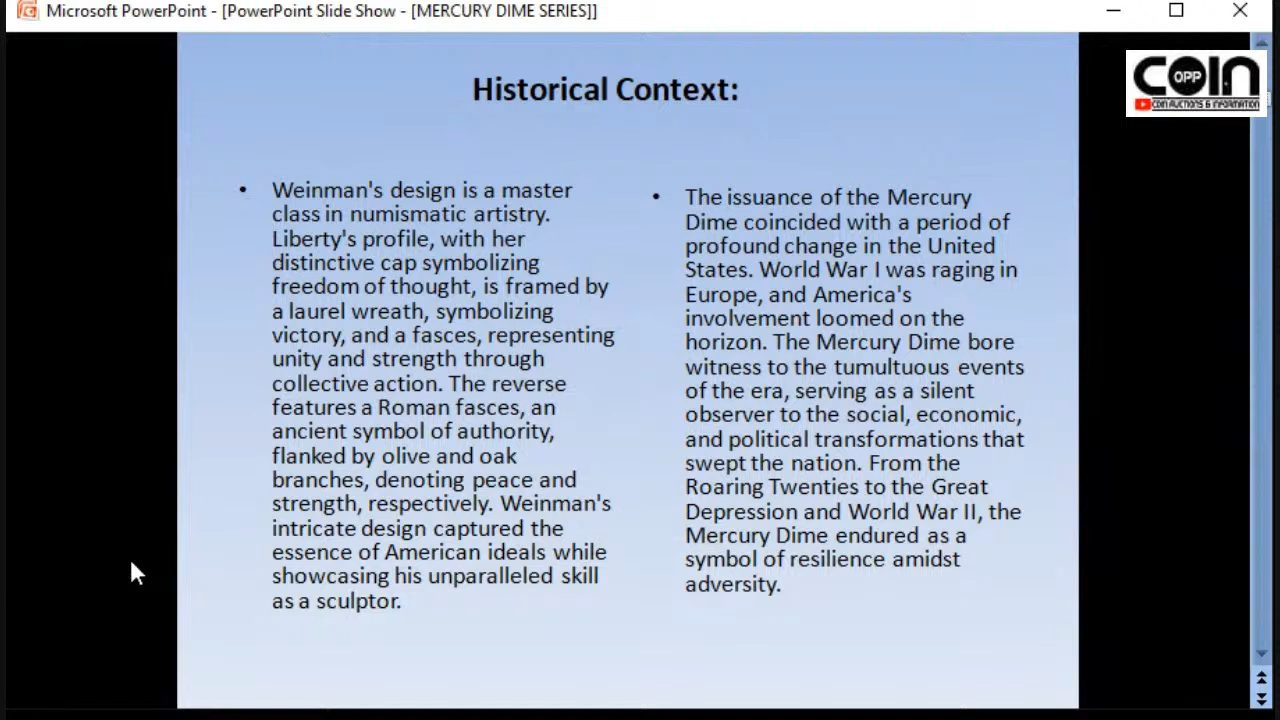 Microsoft PowerPoint - [PowerPoint Slide Show - [MERCURY DIME SERIES]]
COIN
OPP
COIN AUCTIONS & INFORMATION
Historical Context:
• Weinman's design is a master
class in numismatic artistry.
Liberty's profile, with her
distinctive cap symbolizing
freedom of thought, is framed by
a laurel wreath, symbolizing
victory, and a fasces, representing
unity and strength through
collective action. The reverse
features a Roman fasces, an
ancient symbol of authority,
flanked by olive and oak
branches, denoting peace and
strength, respectively. Weinman's
intricate design captured the
essence of American ideals while
showcasing his unparalleled skill
as a sculptor.
• The issuance of the Mercury
Dime coincided with a period of
profound change in the United
States. World War I was raging in
Europe, and America's
involvement loomed on the
horizon. The Mercury Dime bore
witness to the tumultuous events
of the era, serving as a silent
observer to the social, economic,
and political transformations that
swept the nation. From the
Roaring Twenties to the Great
Depression and World War II, the
Mercury Dime endured as a
symbol of resilience amidst
adversity.